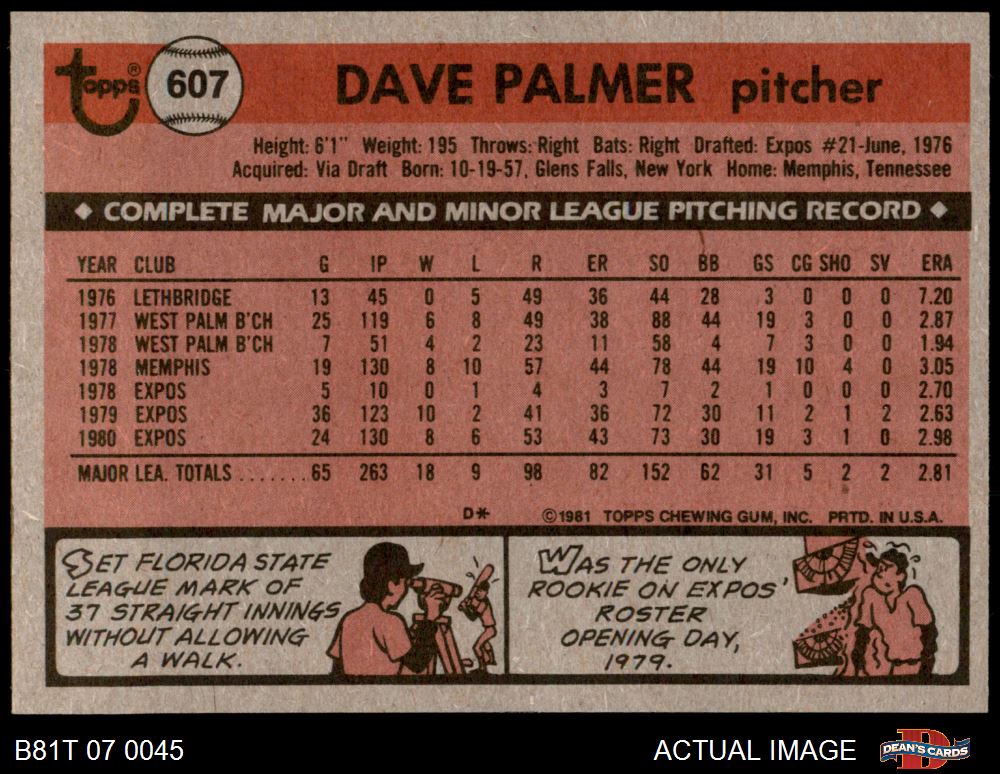 Topps® 607 DAVE PALMER pitcher
Height: 6'1" Weight: 195 Throws: Right Bats: Right Drafted: Expos #21-June, 1976
Acquired: Via Draft Born: 10-19-57, Glens Falls, New York Home: Memphis, Tennessee
◆ COMPLETE MAJOR AND MINOR LEAGUE PITCHING RECORD ◆
YEAR CLUB G IP W L R ER SO BB GS CG SHO SV ERA
1976 LETHBRIDGE 13 45 0 5 49 36 44 28 3 0 0 0 7.20
1977 WEST PALM B'CH 25 119 6 8 49 38 88 44 19 3 0 0 2.87
1978 WEST PALM B'CH 7 51 4 2 23 11 58 4 7 3 0 0 1.94
1978 MEMPHIS 19 130 8 10 57 44 78 44 19 10 4 0 3.05
1978 EXPOS 5 10 0 1 4 3 7 2 1 0 0 0 2.70
1979 EXPOS 36 123 10 2 41 36 72 30 11 2 1 2 2.63
1980 EXPOS 24 130 8 6 53 43 73 30 19 3 1 0 2.98
MAJOR LEA. TOTALS ....... 65 263 18 9 98 82 152 62 31 5 2 2 2.81
D* ©1981 TOPPS CHEWING GUM, INC. PRTD. IN U.S.A.
SET FLORIDA STATE
LEAGUE MARK OF
37 STRAIGHT INNINGS
WITHOUT ALLOWING
A WALK.
WAS THE ONLY
ROOKIE ON EXPOS'
ROSTER
OPENING DAY,
1979.
B81T 07 0045 ACTUAL IMAGE DEAN'S CARDS